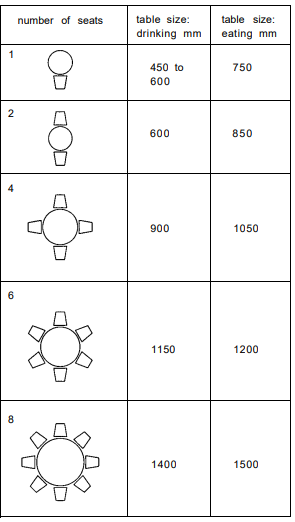 number of seats
table size:
drinking mm
table size:
eating mm
1
450 to
600
750
2
600
850
4
900
1050
6
1150
1200
8
1400
1500